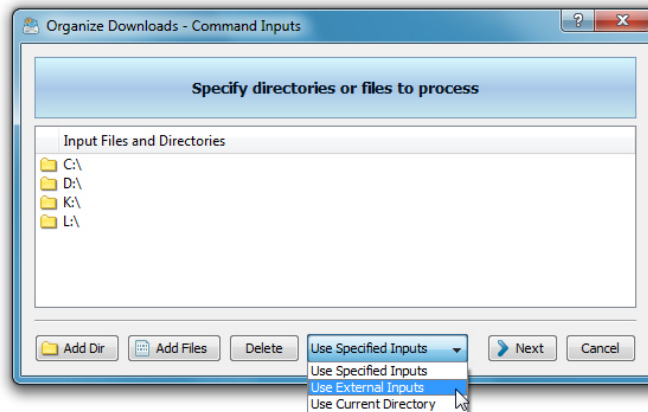 Organize Downloads - Command Inputs
Specify directories or files to process
Input Files and Directories
C:\
D:\
K:\
L:\
Add Dir Add Files Delete Use Specified Inputs Next Cancel
Use Specified Inputs
Use External Inputs
Use Current Directory